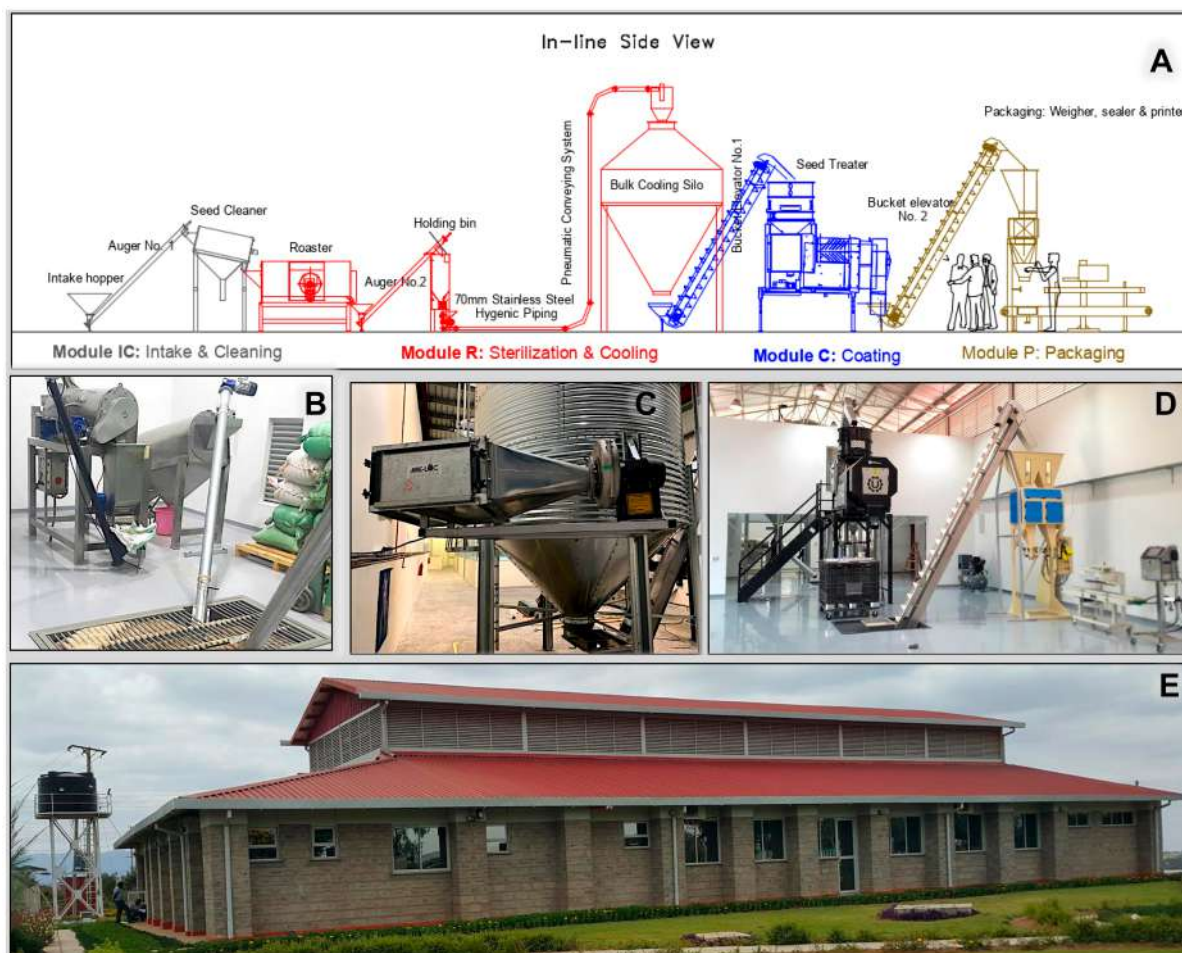 In-line Side View
A
Packaging: Weigher, sealer & printer
Pneumatic Conveying System
Bucket elevator No.1
Seed Treater
Bulk Cooling Silo
Bucket elevator
No. 2
Seed Cleaner
Holding bin
Auger No. 1
Roaster
Auger No.2
Intake hopper
70mm Stainless Steel
Hygenic Piping
Module IC: Intake & Cleaning
Module R: Sterilization & Cooling
Module C: Coating
Module P: Packaging
B
C
D
E